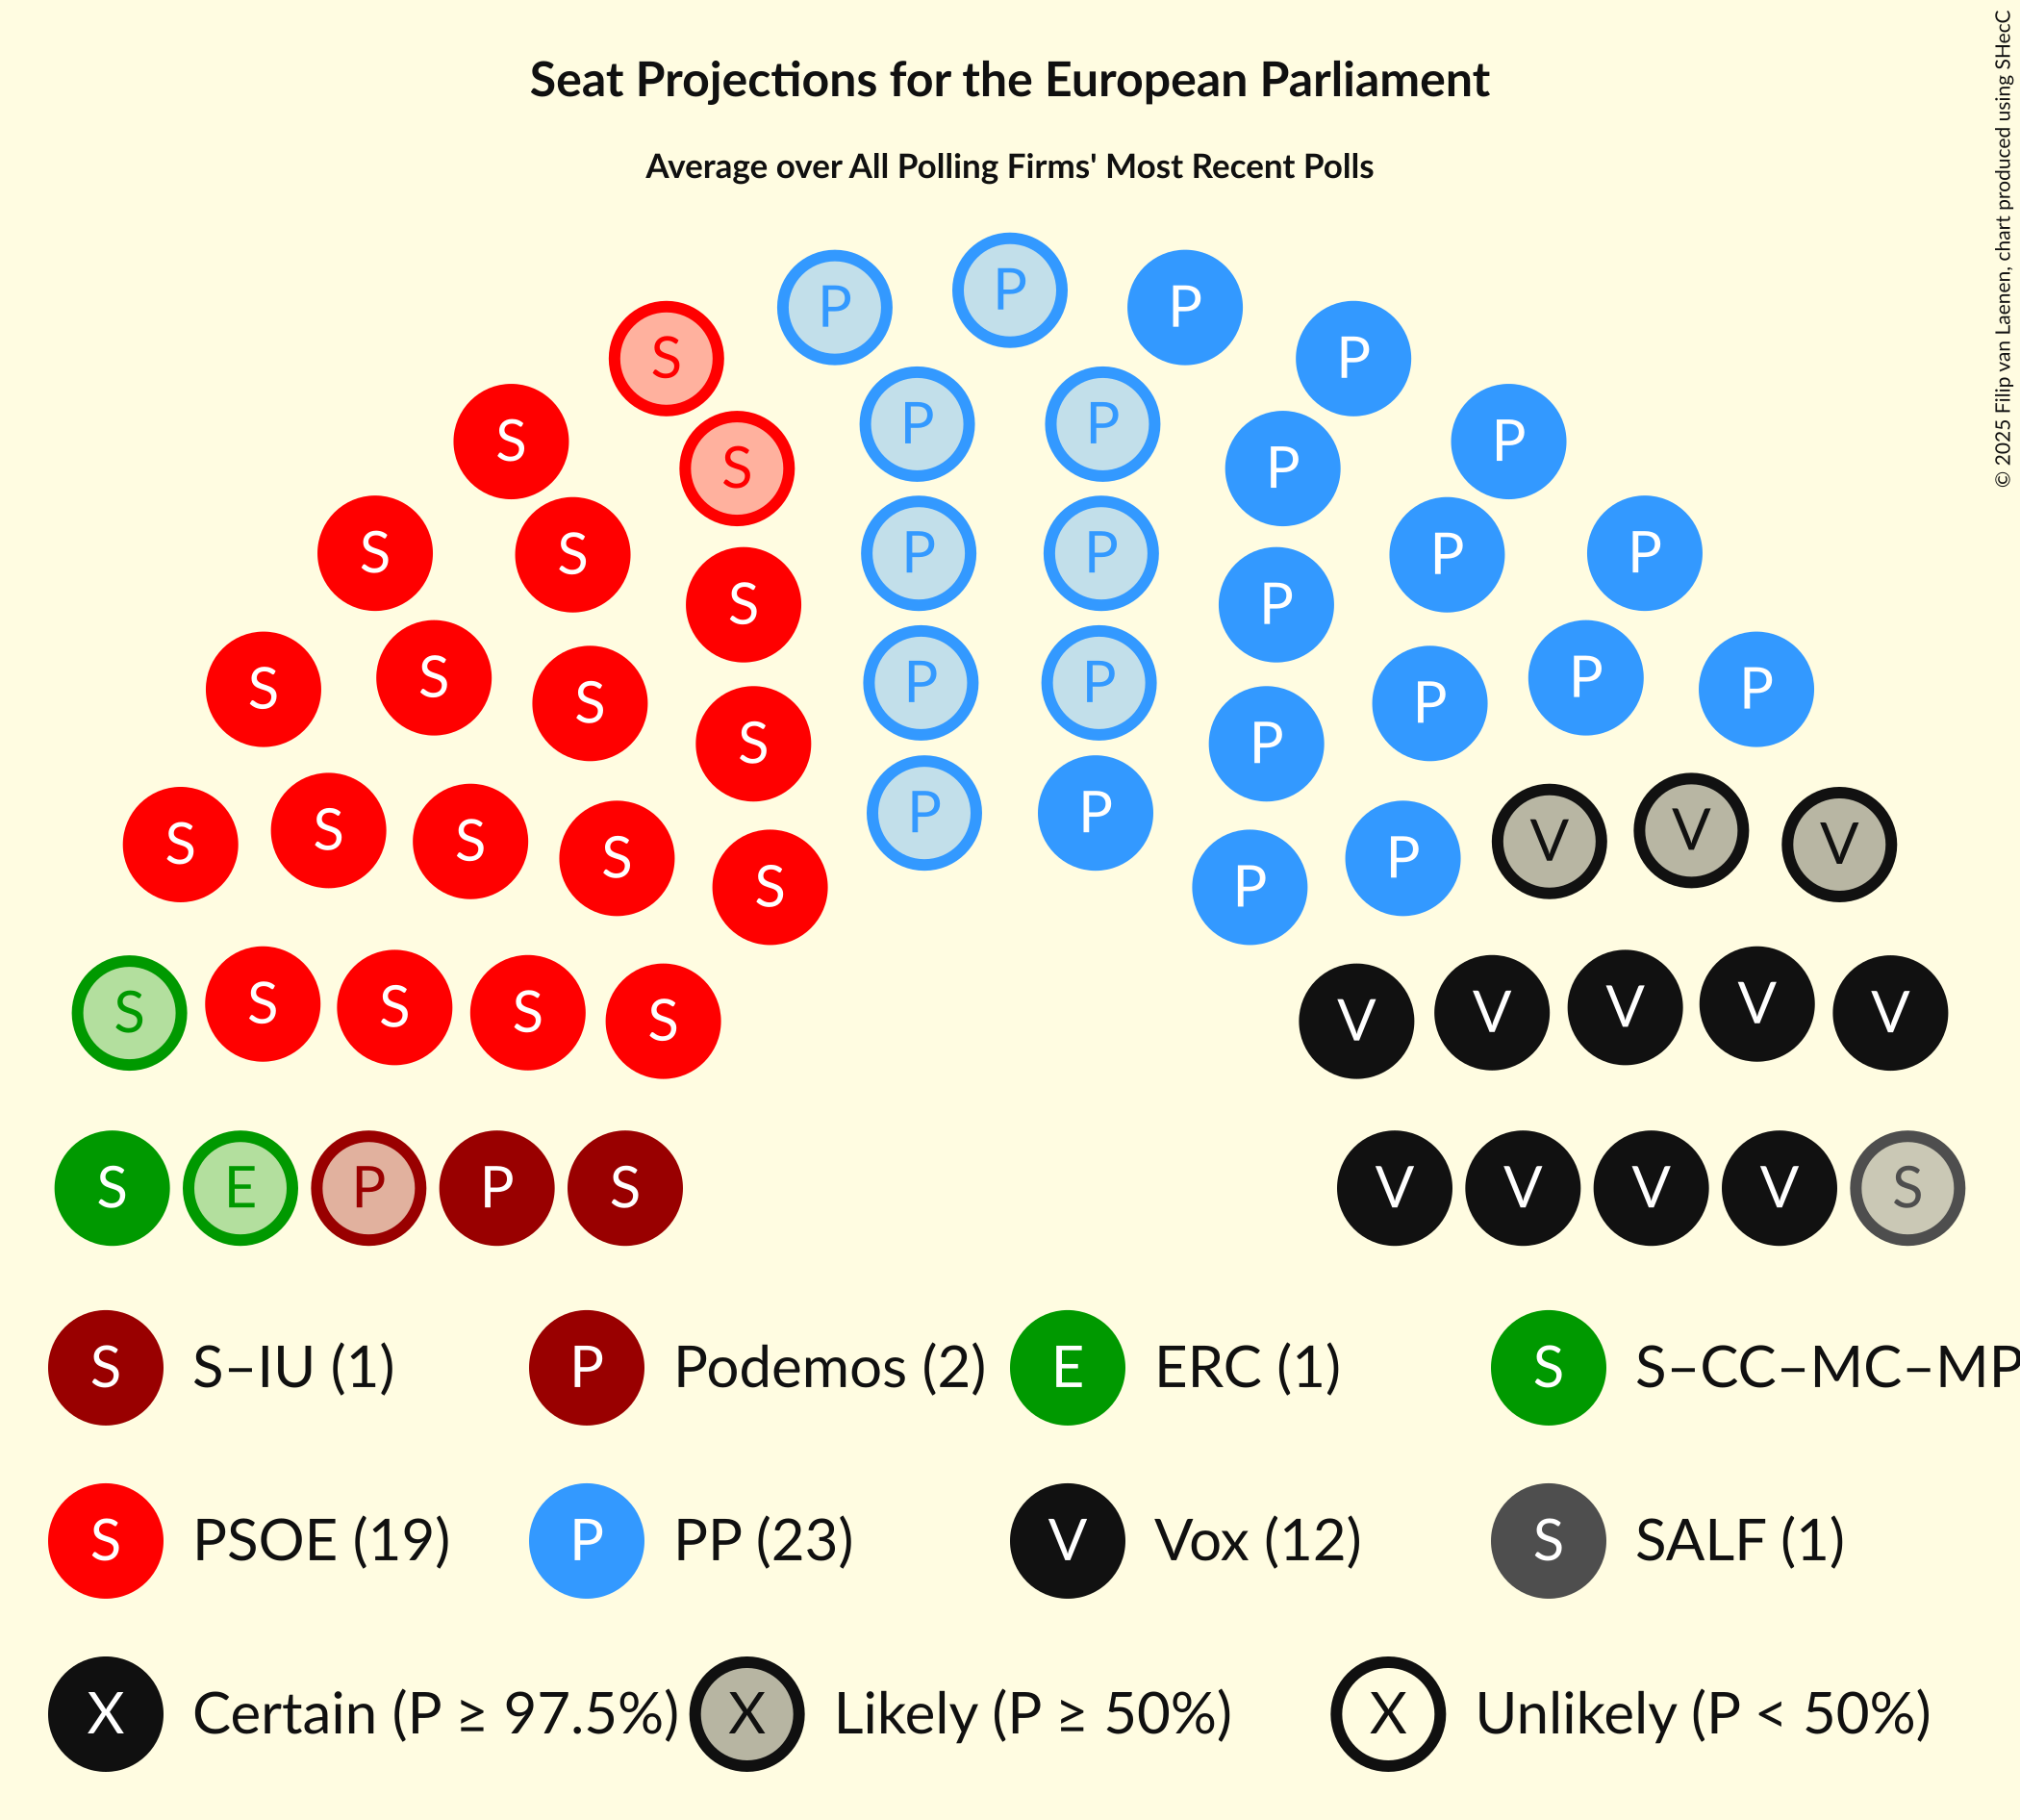 Seat Projections for the European Parliament
Average over All Polling Firms' Most Recent Polls
© 2025 Filip van Laenen, chart produced using SHecC
P P P
S P
P P
S P
S P
S S P P P P
S P
S S S P P P P P
S P
P P
S S S S P V V V
S P
S S S S S V V V V V
S E P P S V V V V S
S S–IU (1) P Podemos (2) E ERC (1) S S–CC–MC–MP
S PSOE (19) P PP (23) V Vox (12) S SALF (1)
X Certain (P ≥ 97.5%) X Likely (P ≥ 50%) X Unlikely (P < 50%)